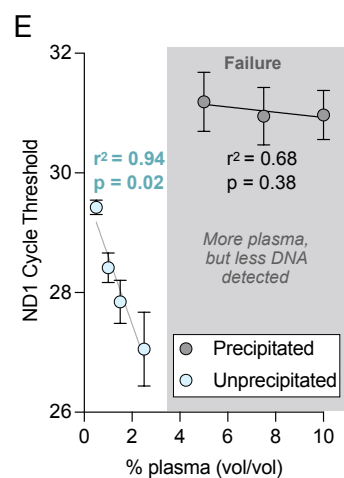 E
32
30
28
26
ND1 Cycle Threshold
Failure
r² = 0.94
p = 0.02
r² = 0.68
p = 0.38
More plasma,
but less DNA
detected
Precipitated
Unprecipitated
0 2 4 6 8 10
% plasma (vol/vol)